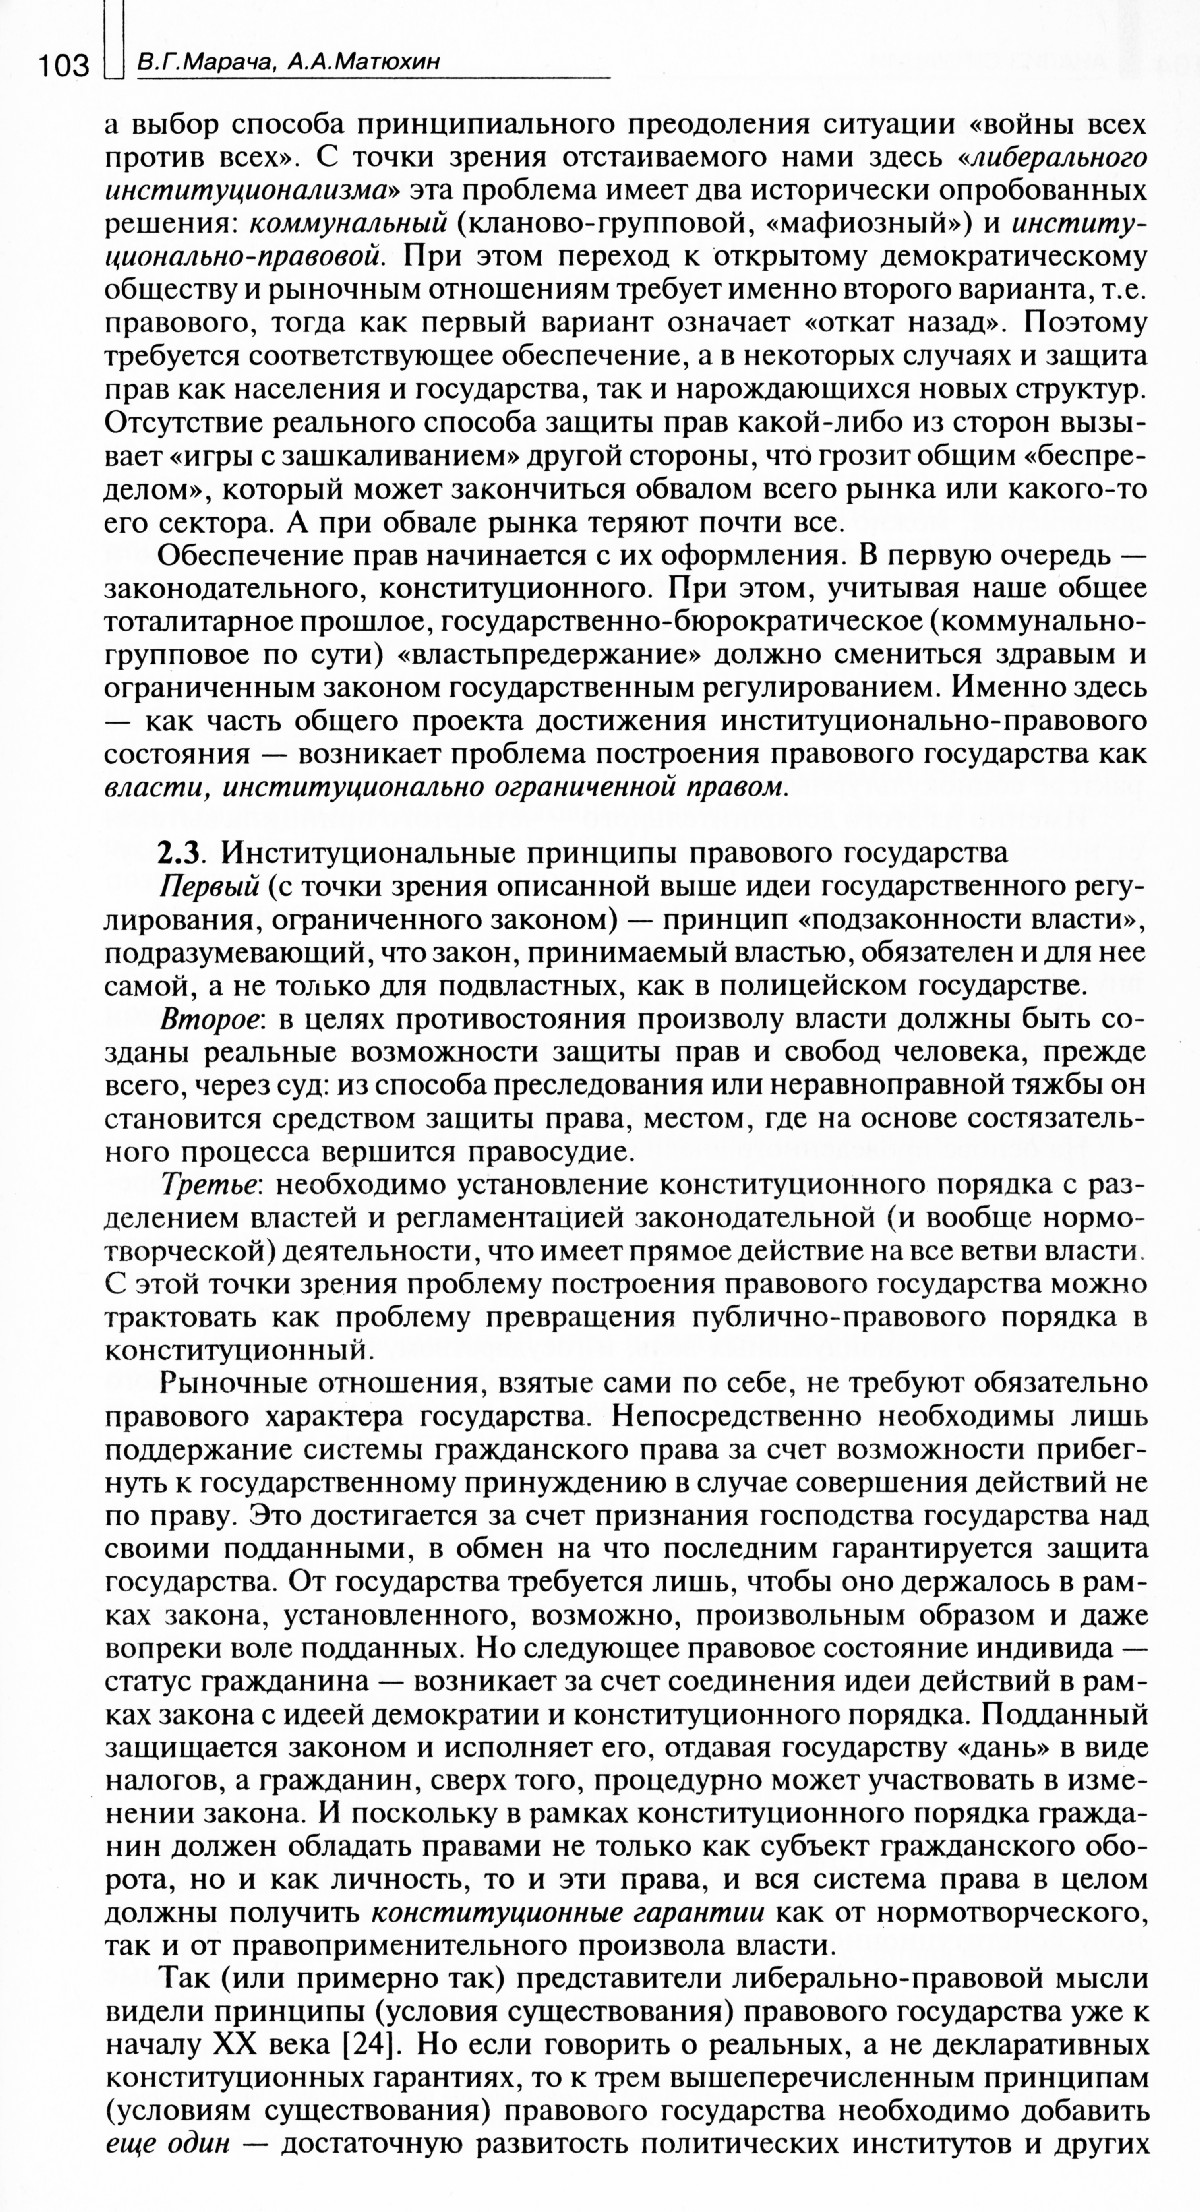 103
В.Г.Марача, А.А.Матюхин
а выбор способа принципиального преодоления ситуации «войны всех
против всех». С точки зрения отстаиваемого нами здесь «либерального
институционализма» эта проблема имеет два исторически опробованных
решения: коммунальный (кланово-групповой, «мафиозный») и институ-
ционально-правовой. При этом переход к открытому демократическому
обществу и рыночным отношениям требует именно второго варианта, т.е.
правового, тогда как первый вариант означает «откат назад». Поэтому
требуется соответствующее обеспечение, а в некоторых случаях и защита
прав как населения и государства, так и нарождающихся новых структур.
Отсутствие реального способа защиты прав какой-либо из сторон вызы-
вает «игры с зашкаливанием» другой стороны, что грозит общим «беспре-
делом», который может закончиться обвалом всего рынка или какого-то
его сектора. А при обвале рынка теряют почти все.
Обеспечение прав начинается с их оформления. В первую очередь —
законодательного, конституционного. При этом, учитывая наше общее
тоталитарное прошлое, государственно-бюрократическое (коммунально-
групповое по сути) «властьпредержание» должно смениться здравым и
ограниченным законом государственным регулированием. Именно здесь
— как часть общего проекта достижения институционально-правового
состояния — возникает проблема построения правового государства как
власти, институционально ограниченной правом.
2.3. Институциональные принципы правового государства
Первый (с точки зрения описанной выше идеи государственного регу-
лирования, ограниченного законом) — принцип «подзаконности власти»,
подразумевающий, что закон, принимаемый властью, обязателен и для нее
самой, а не только для подвластных, как в полицейском государстве.
Второе: в целях противостояния произволу власти должны быть со-
зданы реальные возможности защиты прав и свобод человека, прежде
всего, через суд: из способа преследования или неравноправной тяжбы он
становится средством защиты права, местом, где на основе состязатель-
ного процесса вершится правосудие.
Третье: необходимо установление конституционного порядка с раз-
делением властей и регламентацией законодательной (и вообще нормо-
творческой) деятельности, что имеет прямое действие на все ветви власти.
С этой точки зрения проблему построения правового государства можно
трактовать как проблему превращения публично-правового порядка в
конституционный.
Рыночные отношения, взятые сами по себе, не требуют обязательно
правового характера государства. Непосредственно необходимы лишь
поддержание системы гражданского права за счет возможности прибег-
нуть к государственному принуждению в случае совершения действий не
по праву. Это достигается за счет признания господства государства над
своими подданными, в обмен на что последним гарантируется защита
государства. От государства требуется лишь, чтобы оно держалось в рам-
ках закона, установленного, возможно, произвольным образом и даже
вопреки воле подданных. Но следующее правовое состояние индивида —
статус гражданина — возникает за счет соединения идеи действий в рам-
ках закона с идеей демократии и конституционного порядка. Подданный
защищается законом и исполняет его, отдавая государству «дань» в виде
налогов, а гражданин, сверх того, процедурно может участвовать в изме-
нении закона. И поскольку в рамках конституционного порядка гражда-
нин должен обладать правами не только как субъект гражданского обо-
рота, но и как личность, то и эти права, и вся система права в целом
должны получить конституционные гарантии как от нормотворческого,
так и от правоприменительного произвола власти.
Так (или примерно так) представители либерально-правовой мысли
видели принципы (условия существования) правового государства уже к
началу XX века [24]. Но если говорить о реальных, а не декларативных
конституционных гарантиях, то к трем вышеперечисленным принципам
(условиям существования) правового государства необходимо добавить
еще один — достаточную развитость политических институтов и других